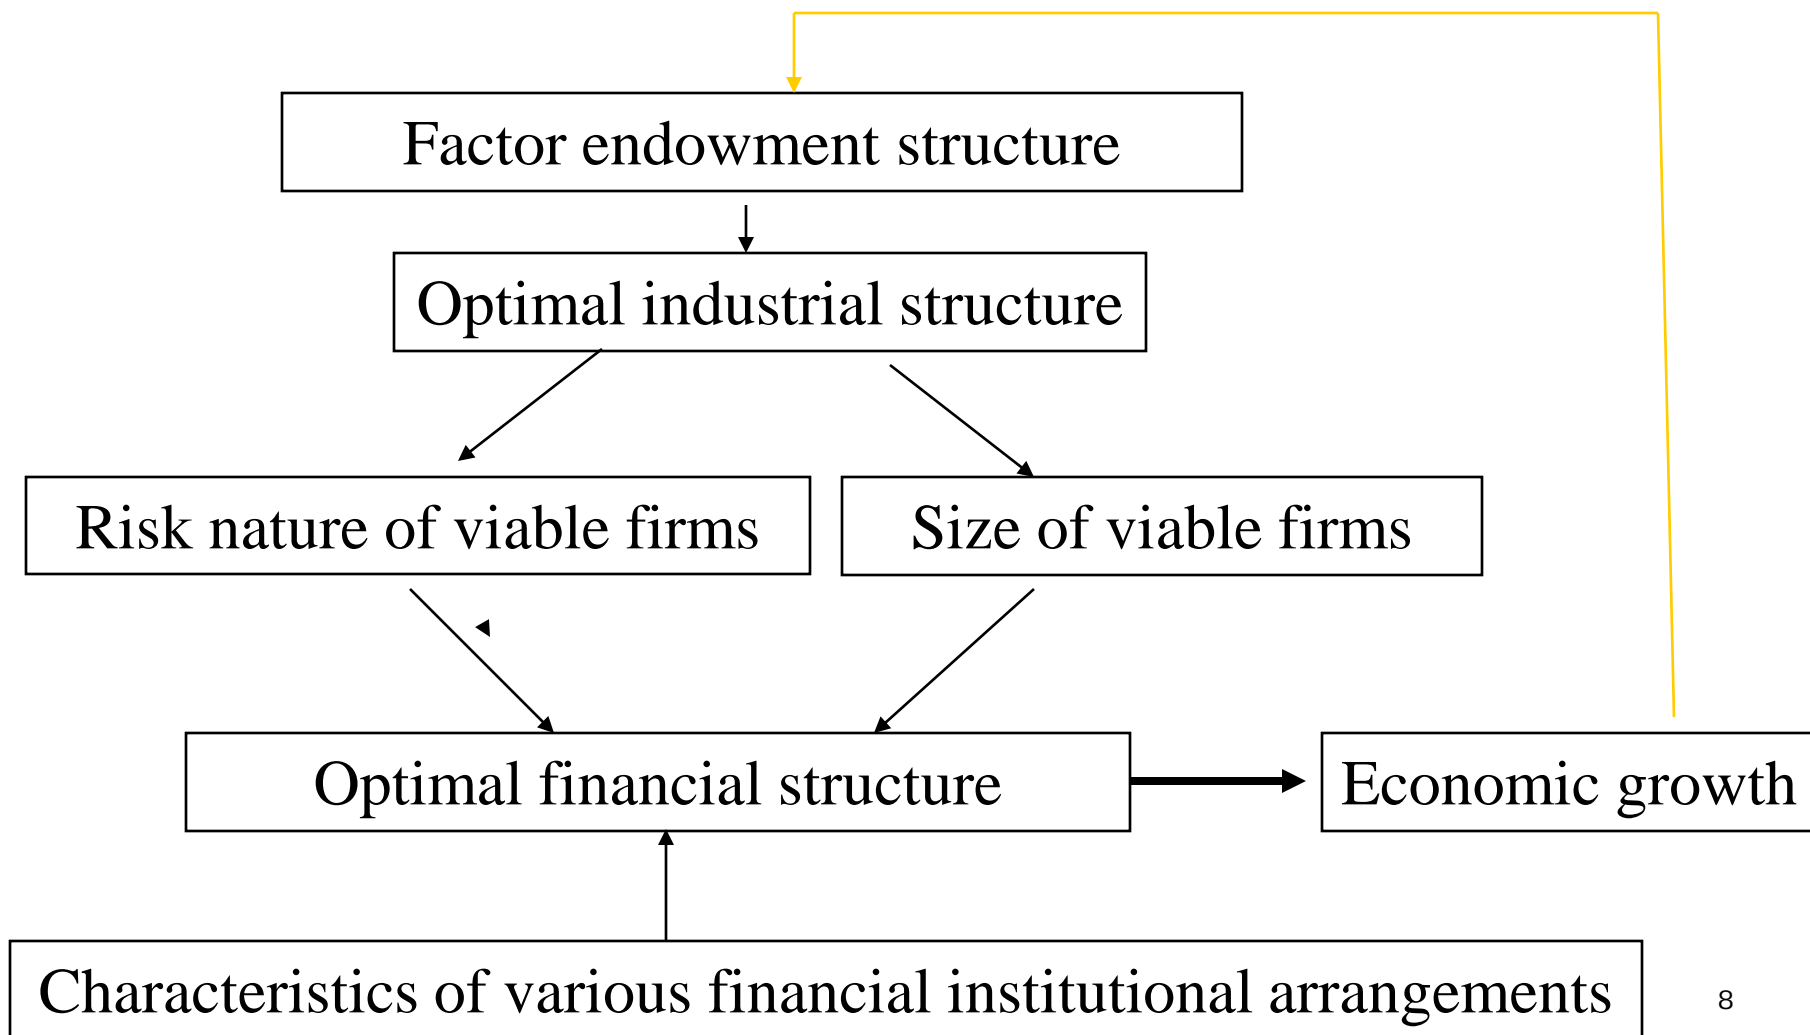 Factor endowment structure
Optimal industrial structure
Risk nature of viable firms
Size of viable firms
Optimal financial structure
Economic growth
Characteristics of various financial institutional arrangements
8